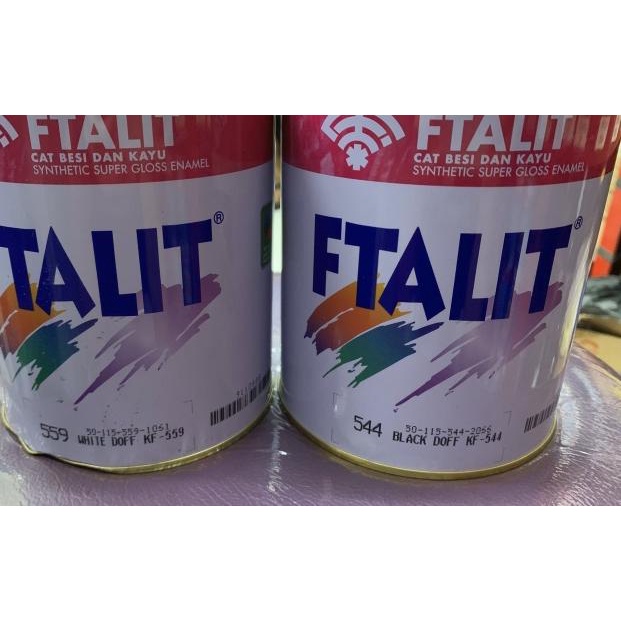 FTALIT
CAT BESI DAN KAYU
SYNTHETIC SUPER GLOSS ENAMEL
TALIT®
559
50-115-559-1061
WHITE DOFF KF-559
FTALIT
CAT BESI DAN KAYU
SYNTHETIC SUPER GLOSS ENAMEL
FTALIT®
544
50-115-544-2066
BLACK DOFF KF-544